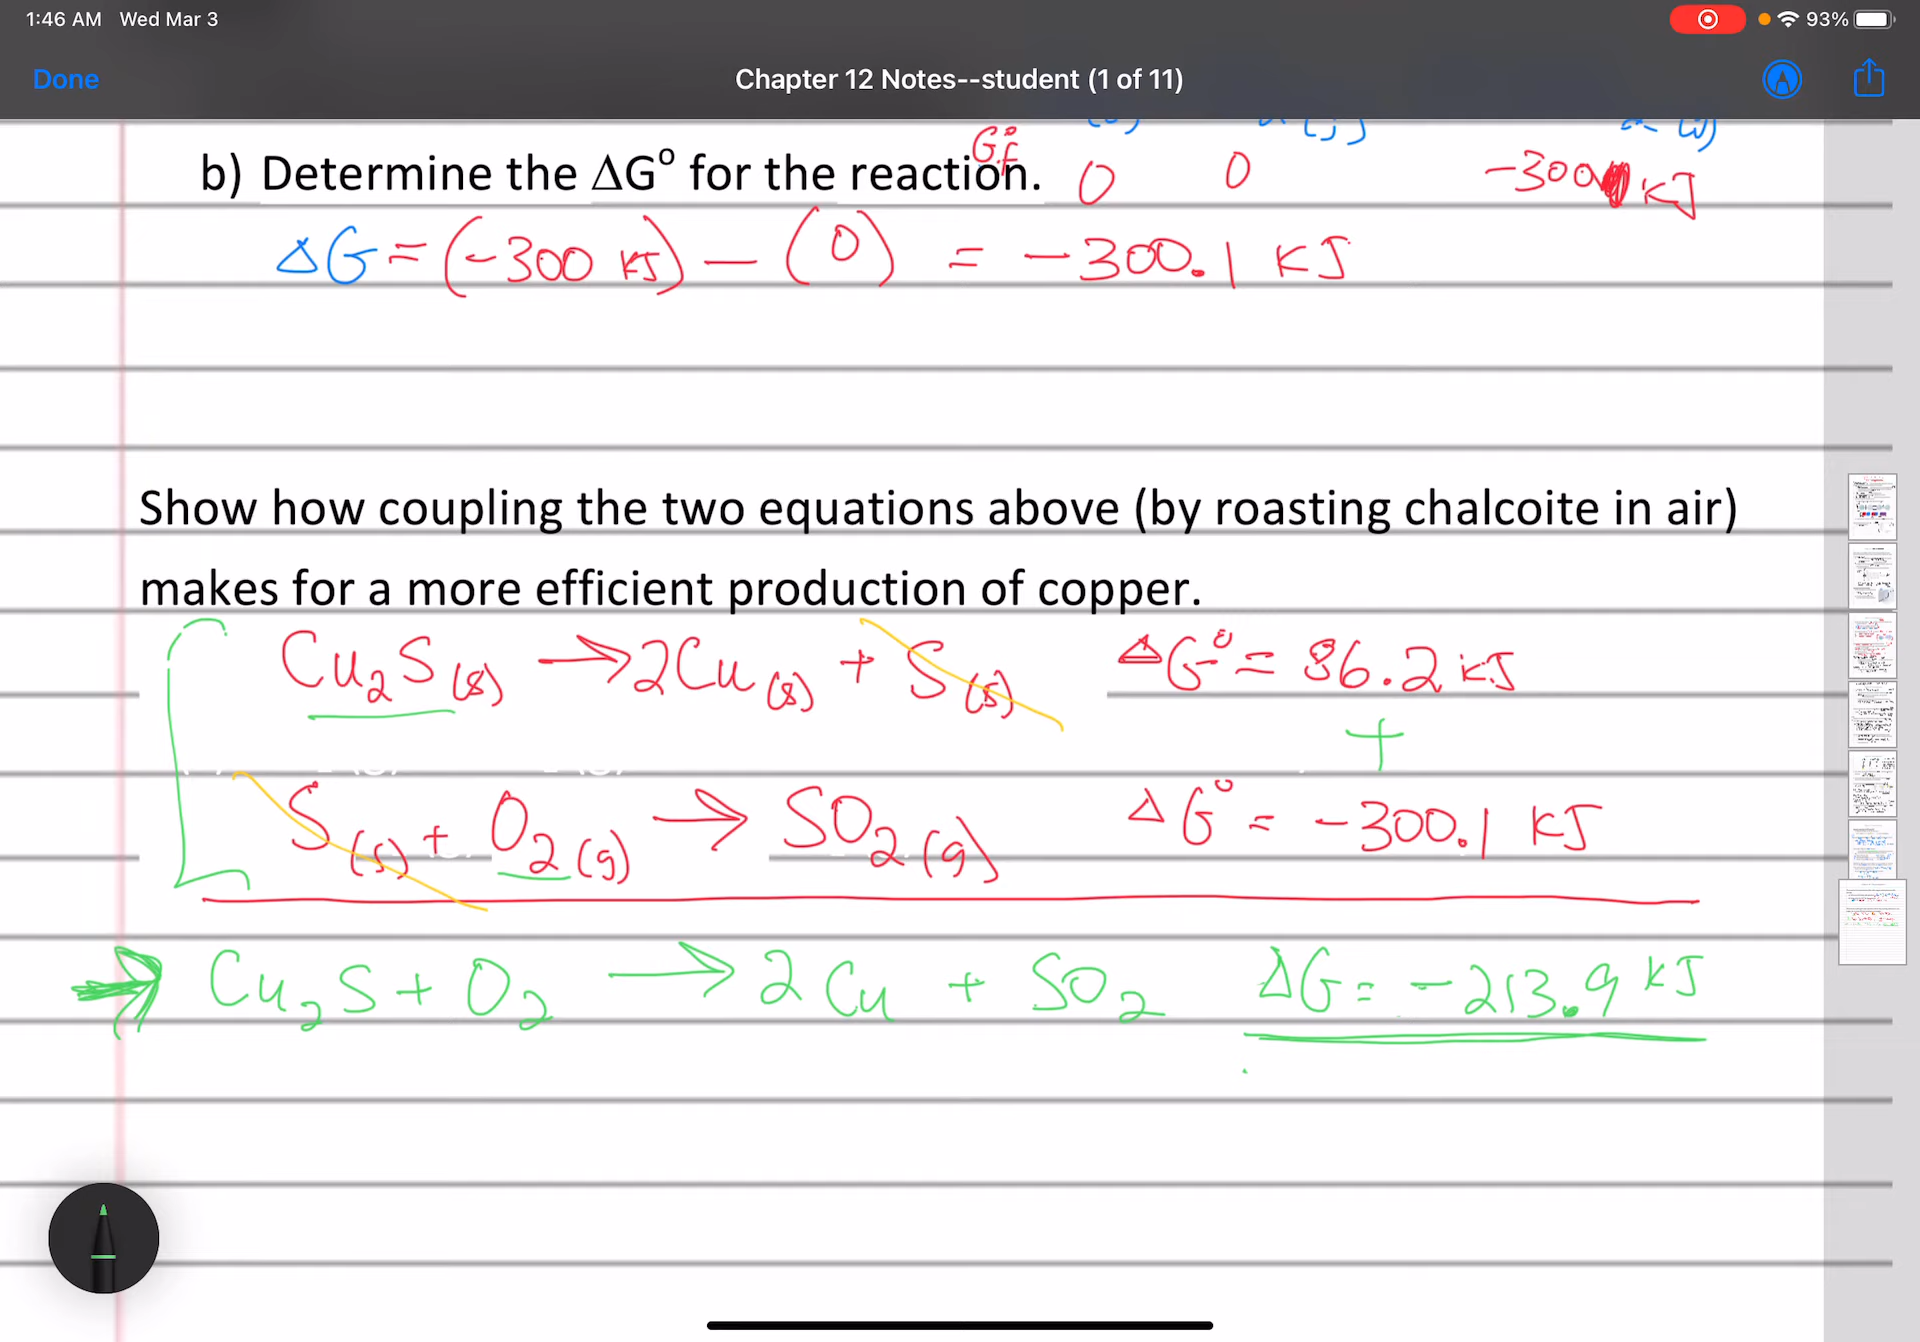 1:46 AM Wed Mar 3 93%
Done Chapter 12 Notes--student (1 of 11)
b) Determine the ΔG° for the reaction. G°f 0 0 -300 kJ
ΔG = (-300 kJ) - (0) = -300.1 kJ
Show how coupling the two equations above (by roasting chalcoite in air)
makes for a more efficient production of copper.
Cu₂S(s) → 2Cu(s) + S(s) ΔG° = 86.2 kJ
+
S(s) + O₂(g) → SO₂(g) ΔG° = -300.1 kJ
→ Cu₂S + O₂ → 2Cu + SO₂ ΔG = -213.9 kJ